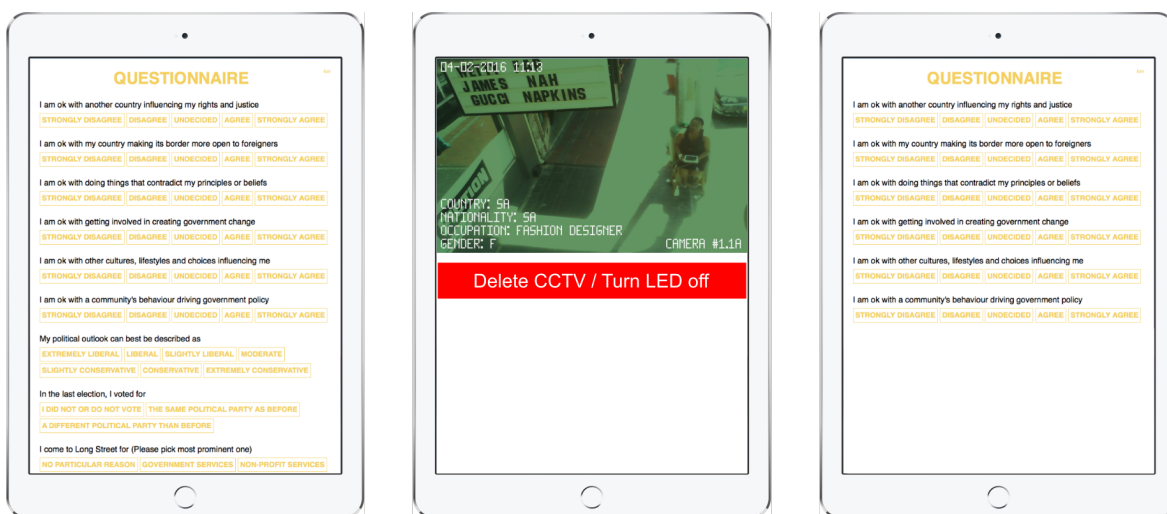 QUESTIONNAIRE
I am ok with another country influencing my rights and justice
STRONGLY DISAGREE DISAGREE UNDECIDED AGREE STRONGLY AGREE
I am ok with my country making its border more open to foreigners
STRONGLY DISAGREE DISAGREE UNDECIDED AGREE STRONGLY AGREE
I am ok with doing things that contradict my principles or beliefs
STRONGLY DISAGREE DISAGREE UNDECIDED AGREE STRONGLY AGREE
I am ok with getting involved in creating government change
STRONGLY DISAGREE DISAGREE UNDECIDED AGREE STRONGLY AGREE
I am ok with other cultures, lifestyles and choices influencing me
STRONGLY DISAGREE DISAGREE UNDECIDED AGREE STRONGLY AGREE
I am ok with a community's behaviour driving government policy
STRONGLY DISAGREE DISAGREE UNDECIDED AGREE STRONGLY AGREE
My political outlook can best be described as
EXTREMELY LIBERAL LIBERAL SLIGHTLY LIBERAL MODERATE
SLIGHTLY CONSERVATIVE CONSERVATIVE EXTREMELY CONSERVATIVE
In the last election, I voted for
I DID NOT OR DO NOT VOTE THE SAME POLITICAL PARTY AS BEFORE
A DIFFERENT POLITICAL PARTY THAN BEFORE
I come to Long Street for (Please pick most prominent one)
NO PARTICULAR REASON GOVERNMENT SERVICES NON-PROFIT SERVICES
04-02-2016 11:13
JAMES NAH
GUCCI NAPKINS
COUNTRY: SA
NATIONALITY: SA
OCCUPATION: FASHION DESIGNER
GENDER: F CAMERA #1.1A
Delete CCTV / Turn LED off
QUESTIONNAIRE
I am ok with another country influencing my rights and justice
STRONGLY DISAGREE DISAGREE UNDECIDED AGREE STRONGLY AGREE
I am ok with my country making its border more open to foreigners
STRONGLY DISAGREE DISAGREE UNDECIDED AGREE STRONGLY AGREE
I am ok with doing things that contradict my principles or beliefs
STRONGLY DISAGREE DISAGREE UNDECIDED AGREE STRONGLY AGREE
I am ok with getting involved in creating government change
STRONGLY DISAGREE DISAGREE UNDECIDED AGREE STRONGLY AGREE
I am ok with other cultures, lifestyles and choices influencing me
STRONGLY DISAGREE DISAGREE UNDECIDED AGREE STRONGLY AGREE
I am ok with a community's behaviour driving government policy
STRONGLY DISAGREE DISAGREE UNDECIDED AGREE STRONGLY AGREE